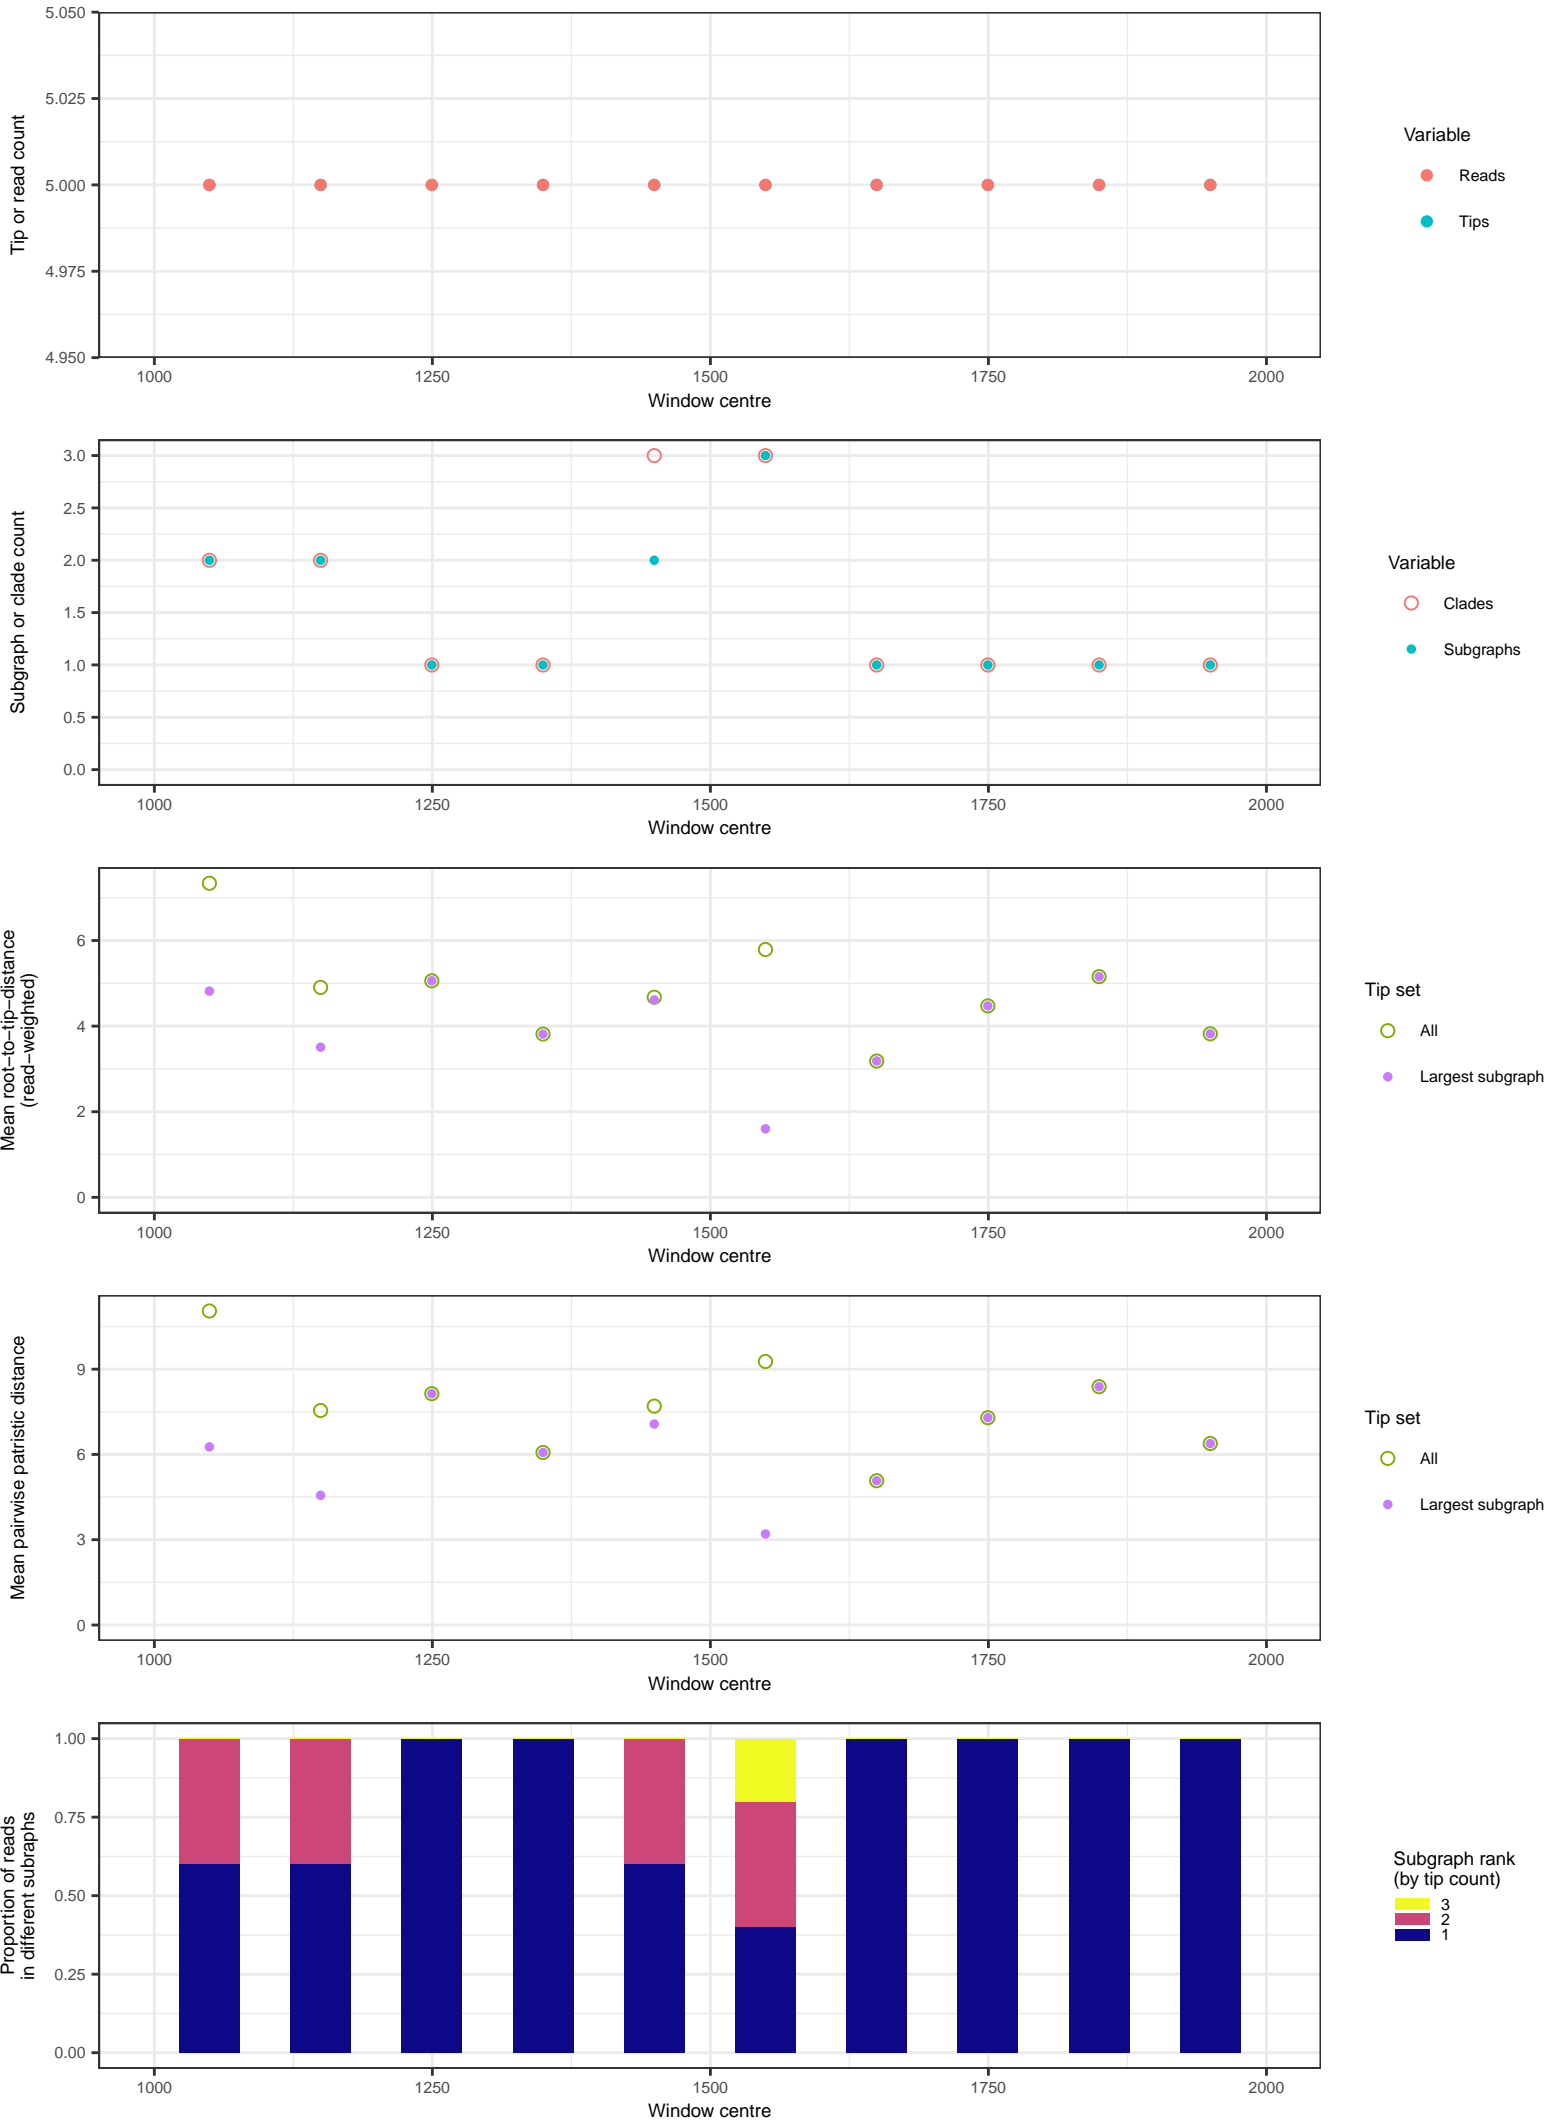 5.050
5.025
5.000
4.975
4.950
Tip or read count
1000 1250 1500 1750 2000
Window centre
Variable
Reads
Tips
3.0
2.5
2.0
1.5
1.0
0.5
0.0
Subgraph or clade count
1000 1250 1500 1750 2000
Window centre
Variable
Clades
Subgraphs
6
4
2
0
Mean root−to−tip−distance
(read−weighted)
1000 1250 1500 1750 2000
Window centre
Tip set
All
Largest subgraph
9
6
3
0
Mean pairwise patristic distance
1000 1250 1500 1750 2000
Window centre
Tip set
All
Largest subgraph
1.00
0.75
0.50
0.25
0.00
Proportion of reads
in different subraphs
1000 1250 1500 1750 2000
Window centre
Subgraph rank
(by tip count)
3
2
1